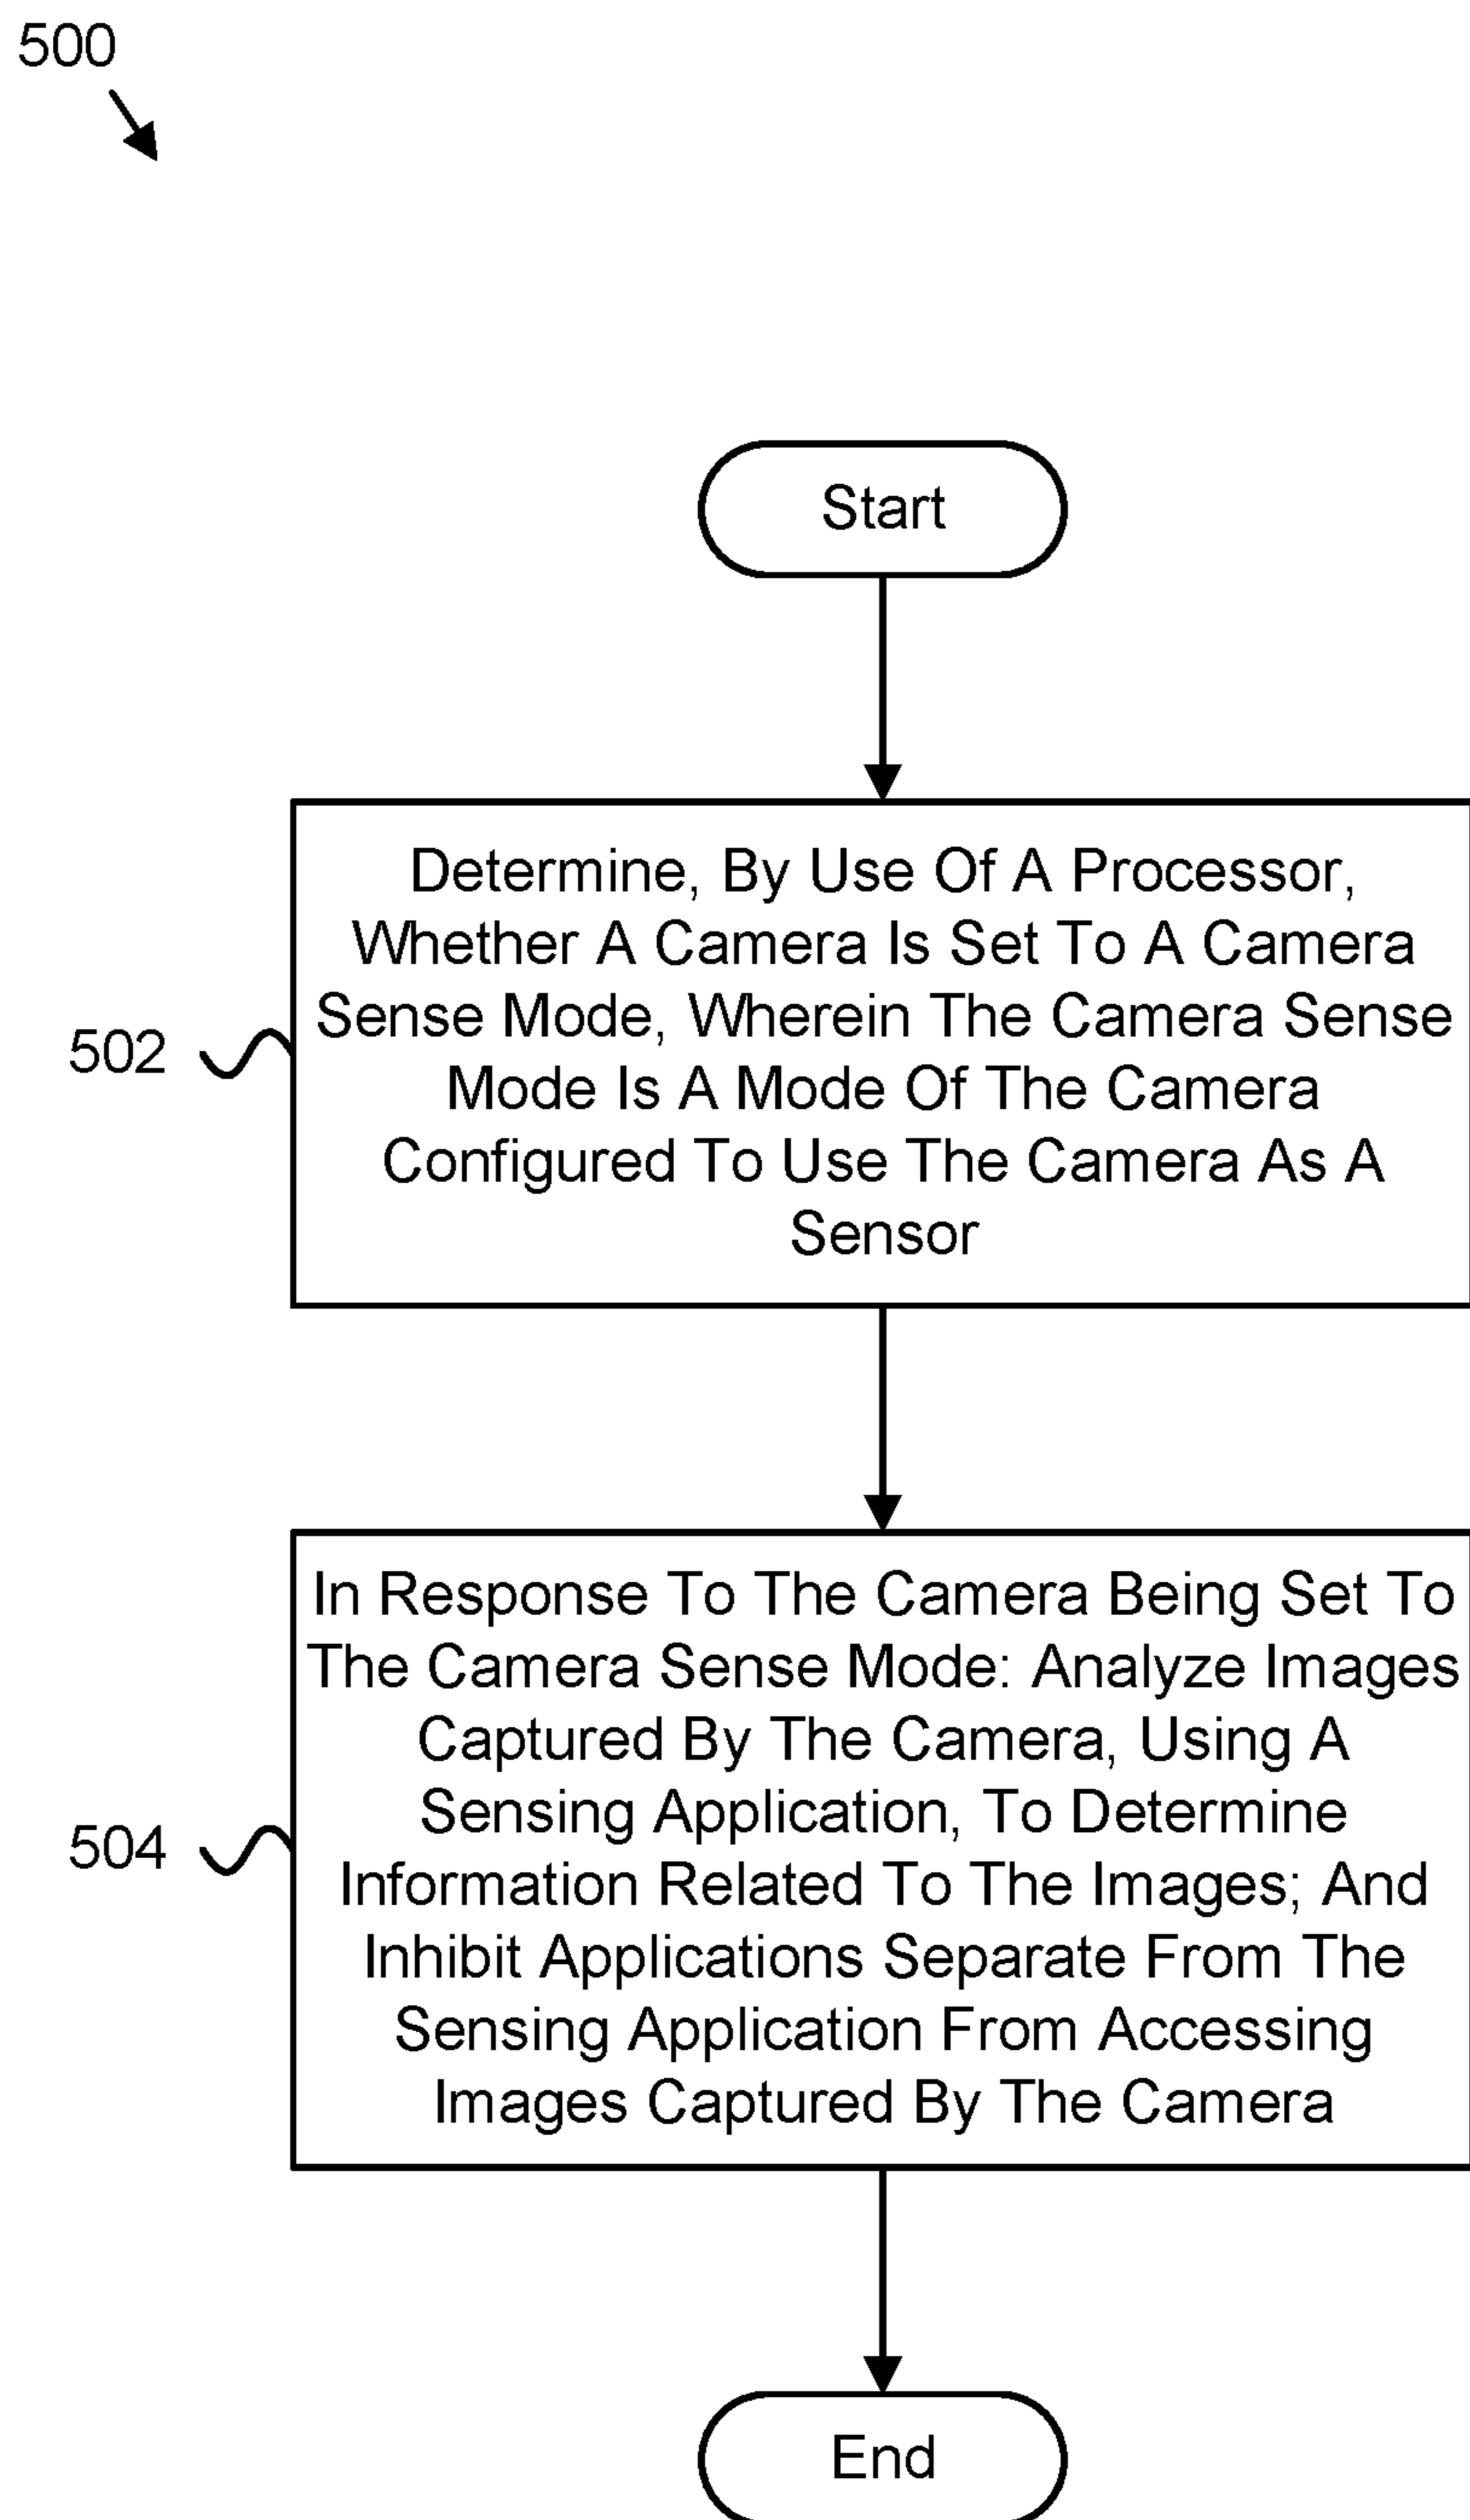 500
Start
Determine, By Use Of A Processor,
Whether A Camera Is Set To A Camera
Sense Mode, Wherein The Camera Sense
Mode Is A Mode Of The Camera
Configured To Use The Camera As A
Sensor
502
In Response To The Camera Being Set To
The Camera Sense Mode: Analyze Images
Captured By The Camera, Using A
Sensing Application, To Determine
Information Related To The Images; And
Inhibit Applications Separate From The
Sensing Application From Accessing
Images Captured By The Camera
504
End